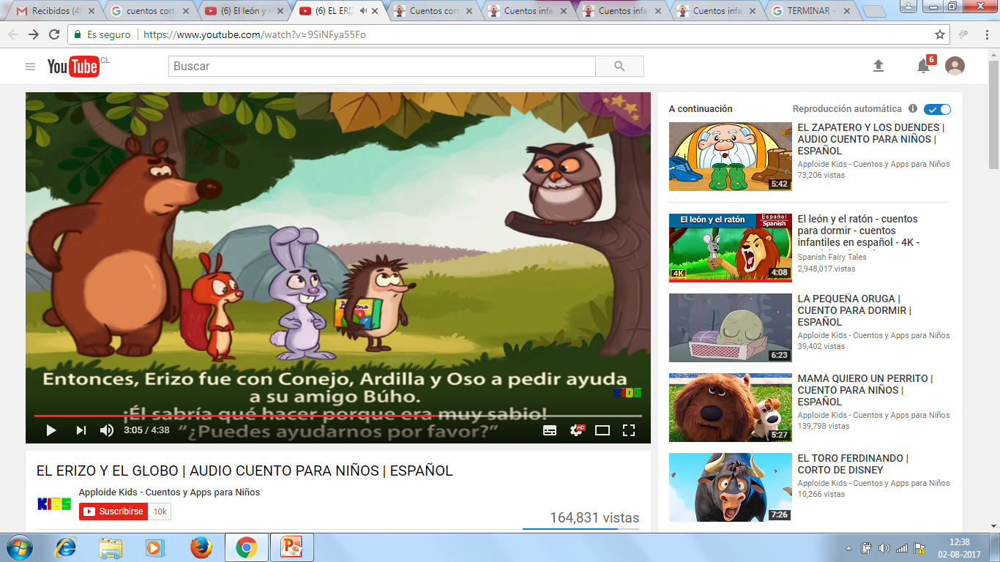 Recibidos (4)
cuentos cort
(6) El león y
(6) EL ERIZ
Cuentos cort
Cuentos infa
Cuentos infa
Cuentos infa
TERMINAR -
Es seguro
https://www.youtube.com/watch?v=9SiNFya55Fo
YouTube CL
Buscar
6
Entonces, Erizo fue con Conejo, Ardilla y Oso a pedir ayuda
a su amigo Búho.
KIDS
¡Él sabría qué hacer porque era muy sabio!
“¿Puedes ayudarnos por favor?”
3:05 / 4:38
HD
EL ERIZO Y EL GLOBO | AUDIO CUENTO PARA NIÑOS | ESPAÑOL
KIDS
Apploide Kids - Cuentos y Apps para Niños
Suscribirse 10k
164,831 vistas
A continuación
Reproducción automática
5:42
EL ZAPATERO Y LOS DUENDES |
AUDIO CUENTO PARA NIÑOS |
ESPAÑOL
Apploide Kids - Cuentos y Apps para Niños
73,206 vistas
El león y el ratón
Español
Spanish
4K
4:08
El león y el ratón - cuentos
para dormir - cuentos
infantiles en español - 4K -
Spanish Fairy Tales
2,948,017 vistas
6:23
LA PEQUEÑA ORUGA |
CUENTO PARA DORMIR |
ESPAÑOL
Apploide Kids - Cuentos y Apps para Niños
39,402 vistas
5:27
MAMÁ QUIERO UN PERRITO |
CUENTO PARA NIÑOS |
ESPAÑOL
Apploide Kids - Cuentos y Apps para Niños
139,798 vistas
7:26
EL TORO FERDINANDO |
CORTO DE DISNEY
Apploide Kids - Cuentos y Apps para Niños
10,266 vistas
12:38
02-08-2017